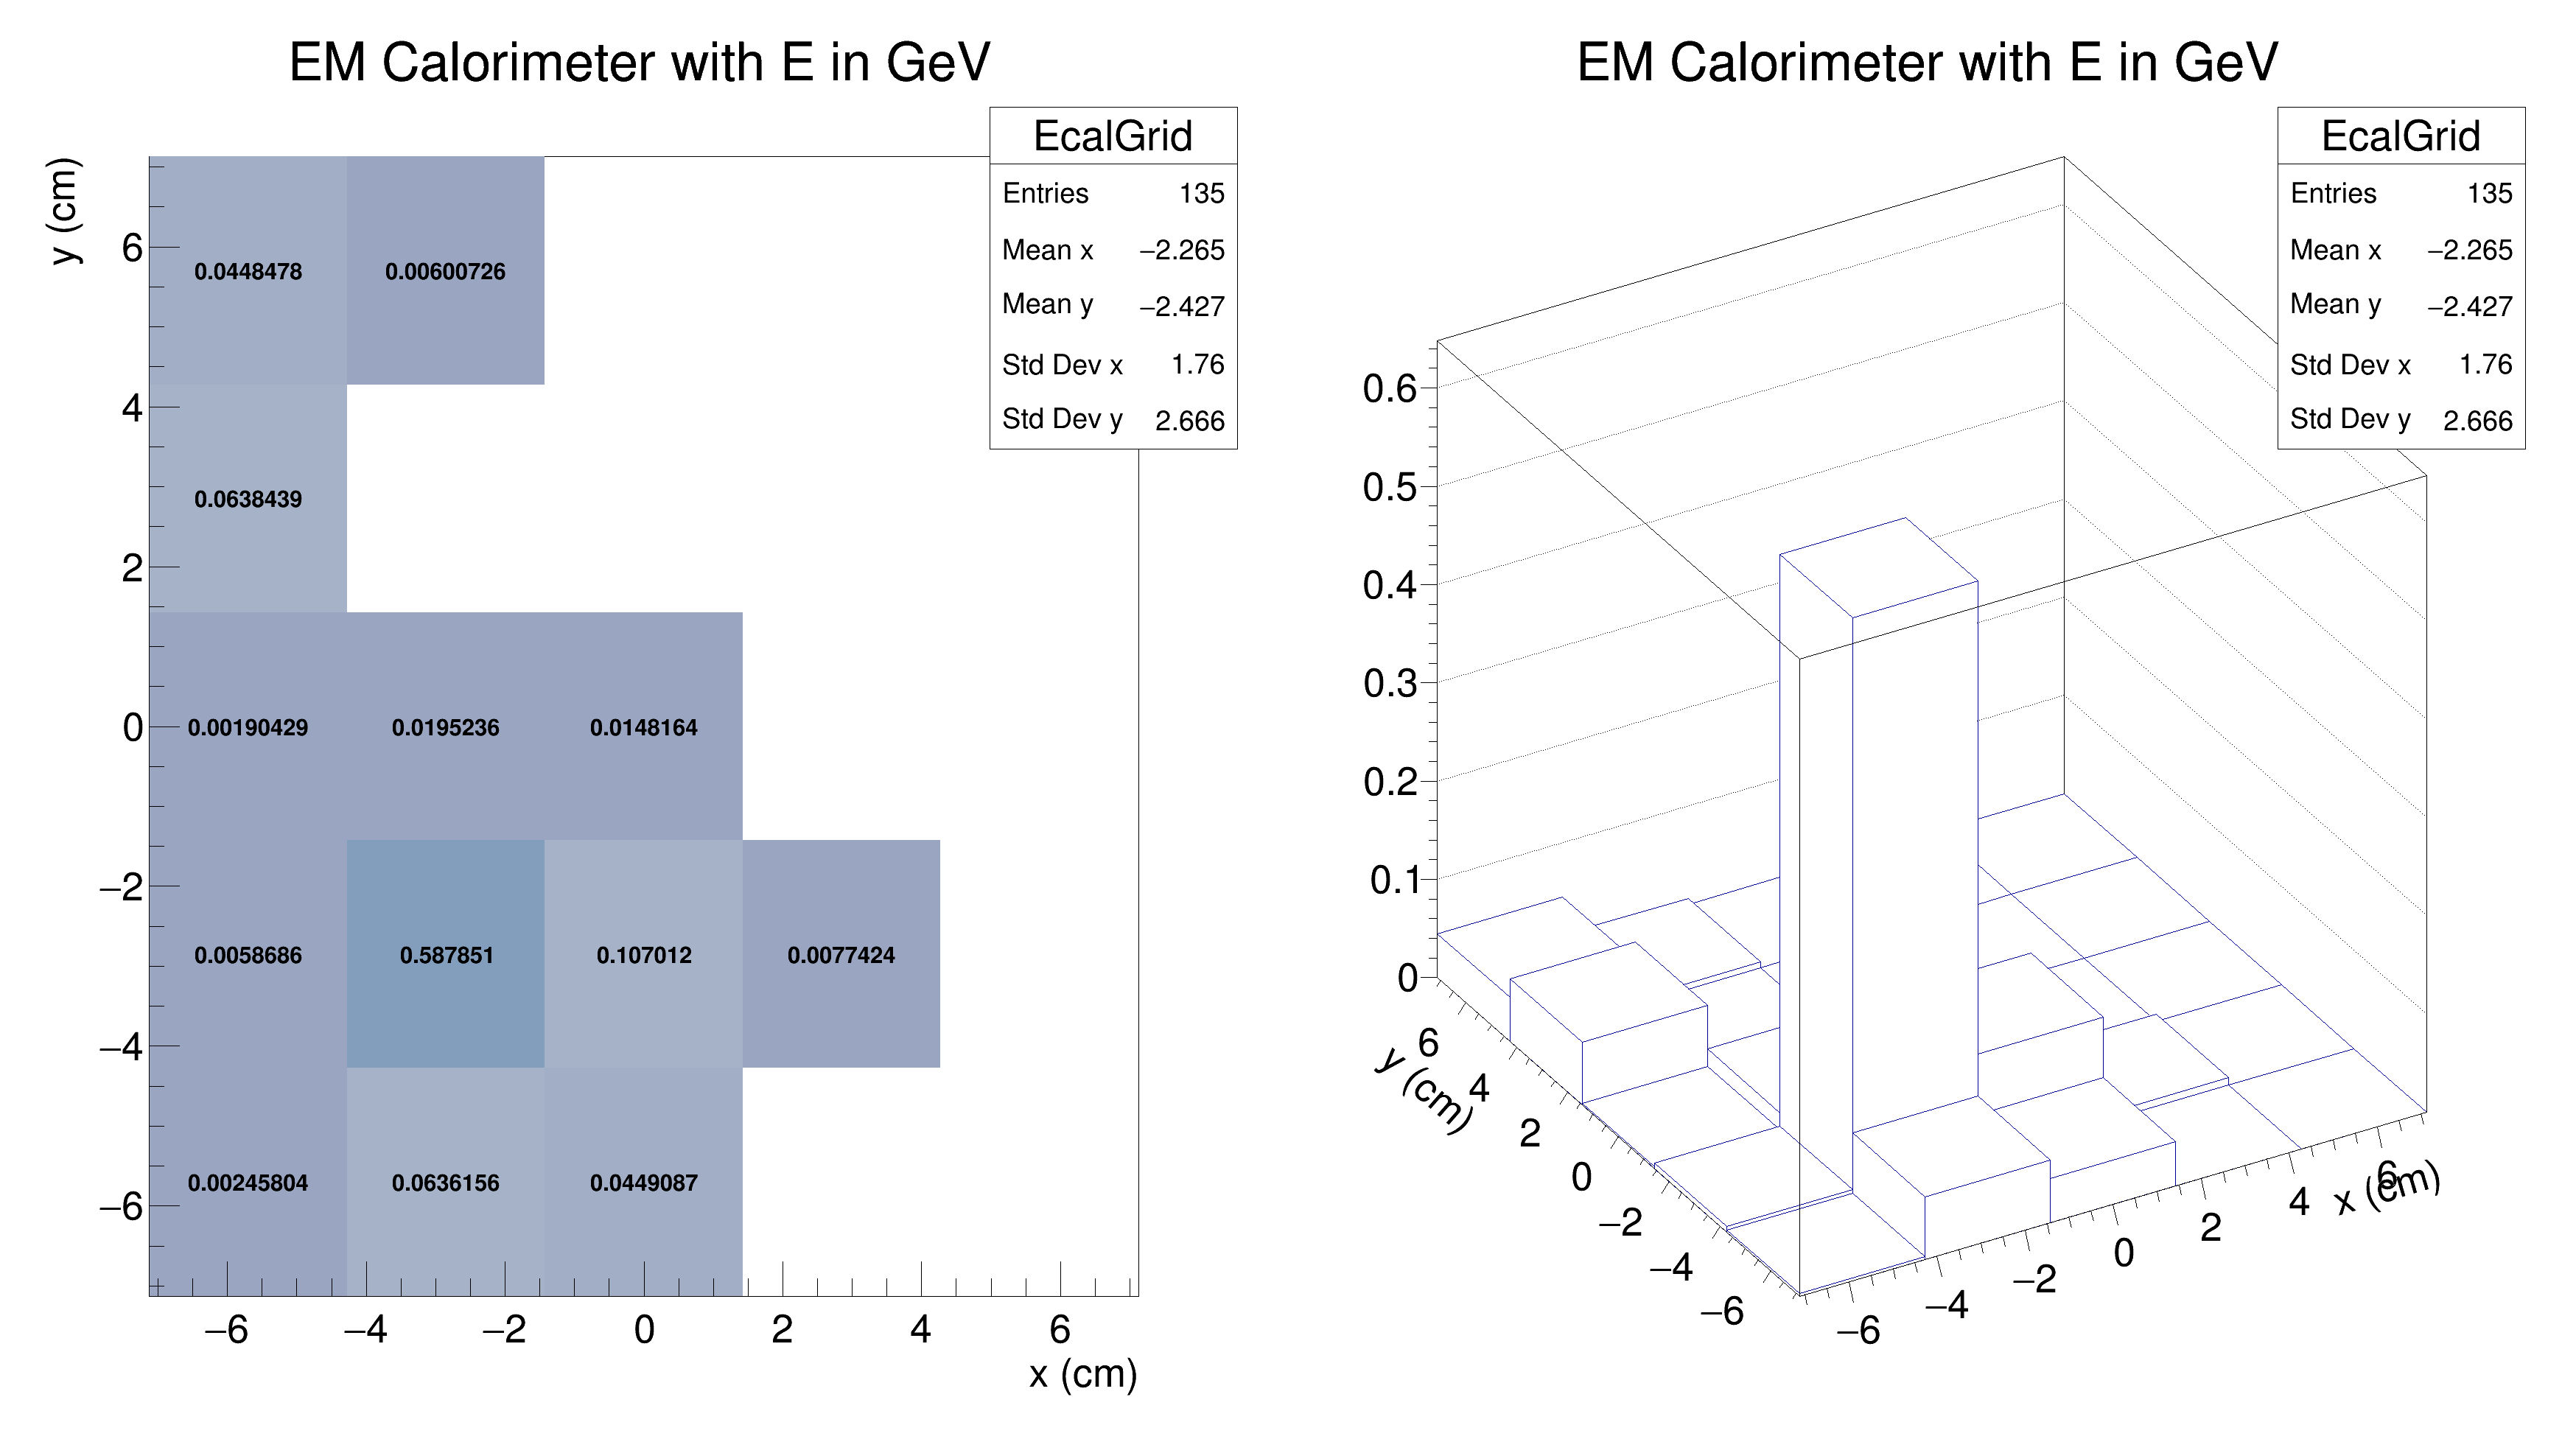 EM Calorimeter with E in GeV
EcalGrid
Entries 135
Mean x −2.265
Mean y −2.427
Std Dev x 1.76
Std Dev y 2.666
y (cm)
6
4
2
0
−2
−4
−6
0.0448478 0.00600726
0.0638439
0.00190429 0.0195236 0.0148164
0.0058686 0.587851 0.107012 0.0077424
0.00245804 0.0636156 0.0449087
−6 −4 −2 0 2 4 6
x (cm)
EM Calorimeter with E in GeV
EcalGrid
Entries 135
Mean x −2.265
Mean y −2.427
Std Dev x 1.76
Std Dev y 2.666
0.6
0.5
0.4
0.3
0.2
0.1
0
y (cm)
6
4
2
0
−2
−4
−6
−6 −4 −2 0 2 4 6
x (cm)